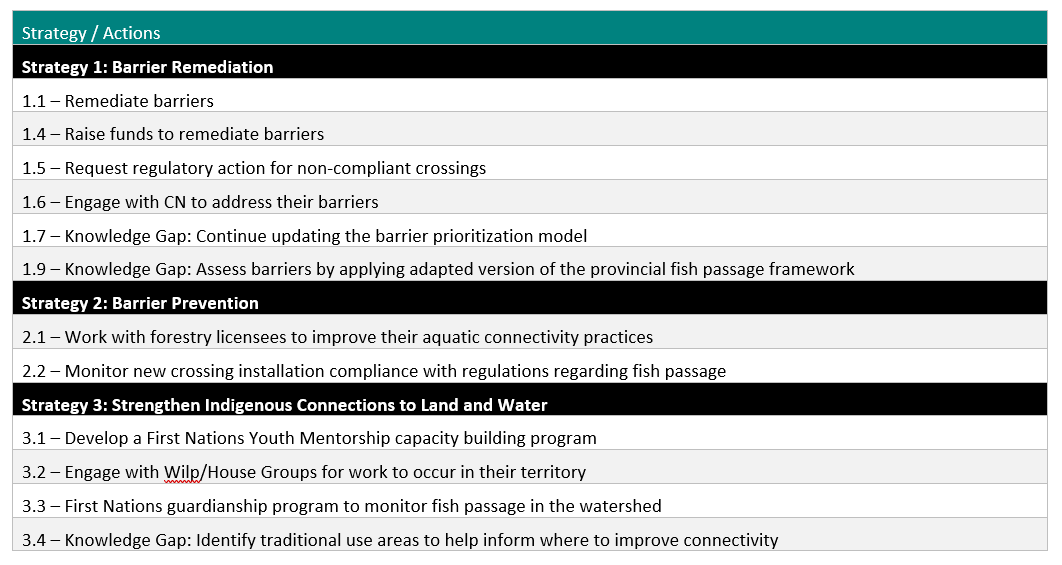 Strategy / Actions
Strategy 1: Barrier Remediation
1.1 – Remediate barriers
1.4 – Raise funds to remediate barriers
1.5 – Request regulatory action for non-compliant crossings
1.6 – Engage with CN to address their barriers
1.7 – Knowledge Gap: Continue updating the barrier prioritization model
1.9 – Knowledge Gap: Assess barriers by applying adapted version of the provincial fish passage framework
Strategy 2: Barrier Prevention
2.1 – Work with forestry licensees to improve their aquatic connectivity practices
2.2 – Monitor new crossing installation compliance with regulations regarding fish passage
Strategy 3: Strengthen Indigenous Connections to Land and Water
3.1 – Develop a First Nations Youth Mentorship capacity building program
3.2 – Engage with Wilp/House Groups for work to occur in their territory
3.3 – First Nations guardianship program to monitor fish passage in the watershed
3.4 – Knowledge Gap: Identify traditional use areas to help inform where to improve connectivity